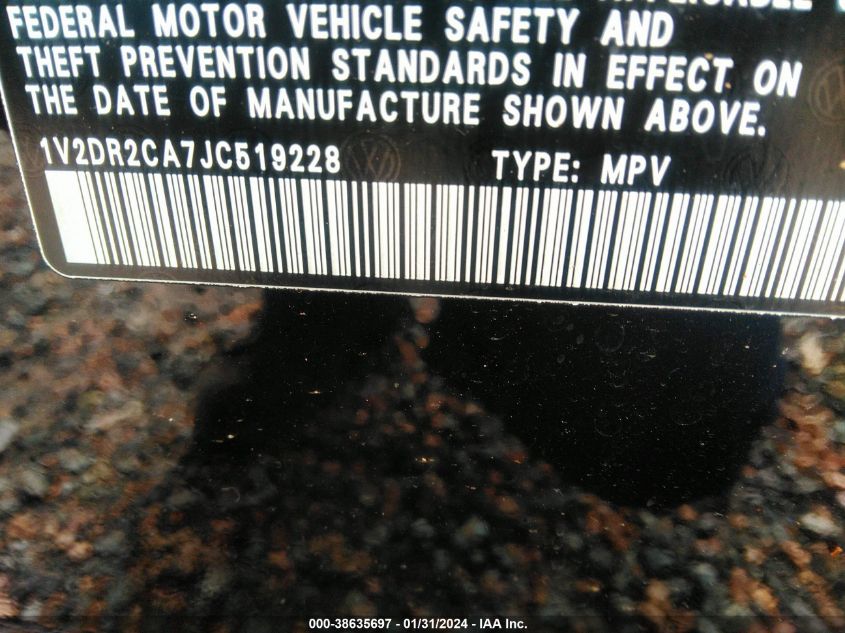 FEDERAL MOTOR VEHICLE SAFETY AND
THEFT PREVENTION STANDARDS IN EFFECT ON
THE DATE OF MANUFACTURE SHOWN ABOVE.
1V2DR2CA7JC519228 TYPE: MPV
000-38635697 - 01/31/2024 - IAA Inc.